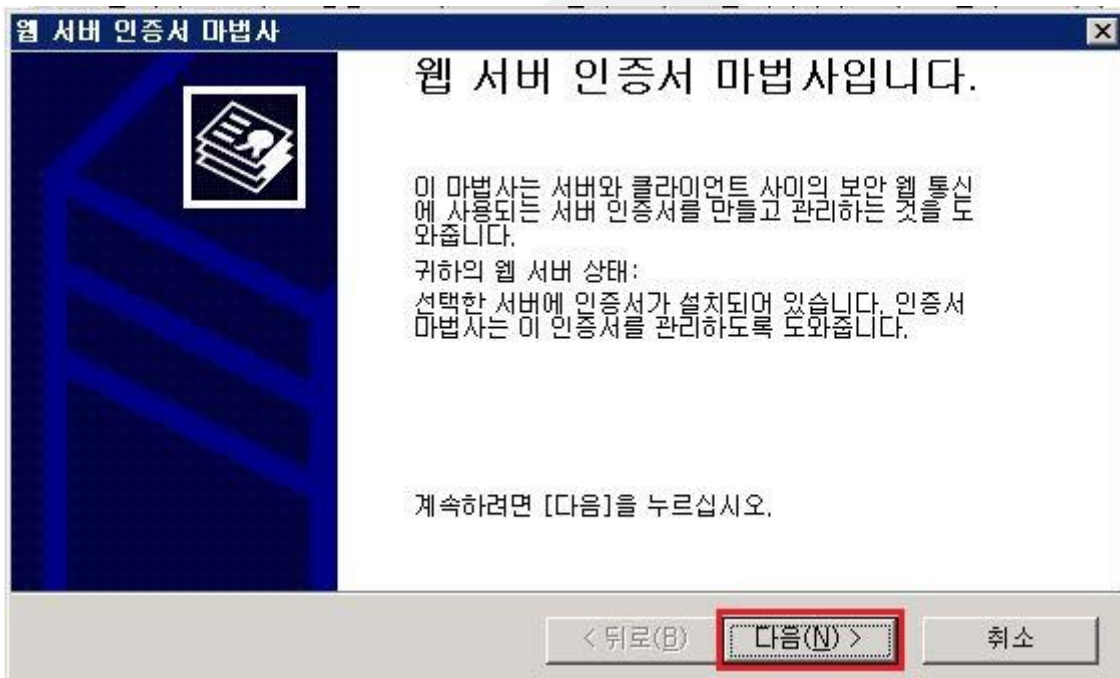 웹 서버 인증서 마법사
웹 서버 인증서 마법사입니다.
이 마법사는 서버와 클라이언트 사이의 보안 웹 통신
에 사용되는 서버 인증서를 만들고 관리하는 것을 도
와줍니다.
귀하의 웹 서버 상태:
선택한 서버에 인증서가 설치되어 있습니다. 인증서
마법사는 이 인증서를 관리하도록 도와줍니다.
계속하려면 [다음]을 누르십시오.
< 뒤로(B) 다음(N) > 취소